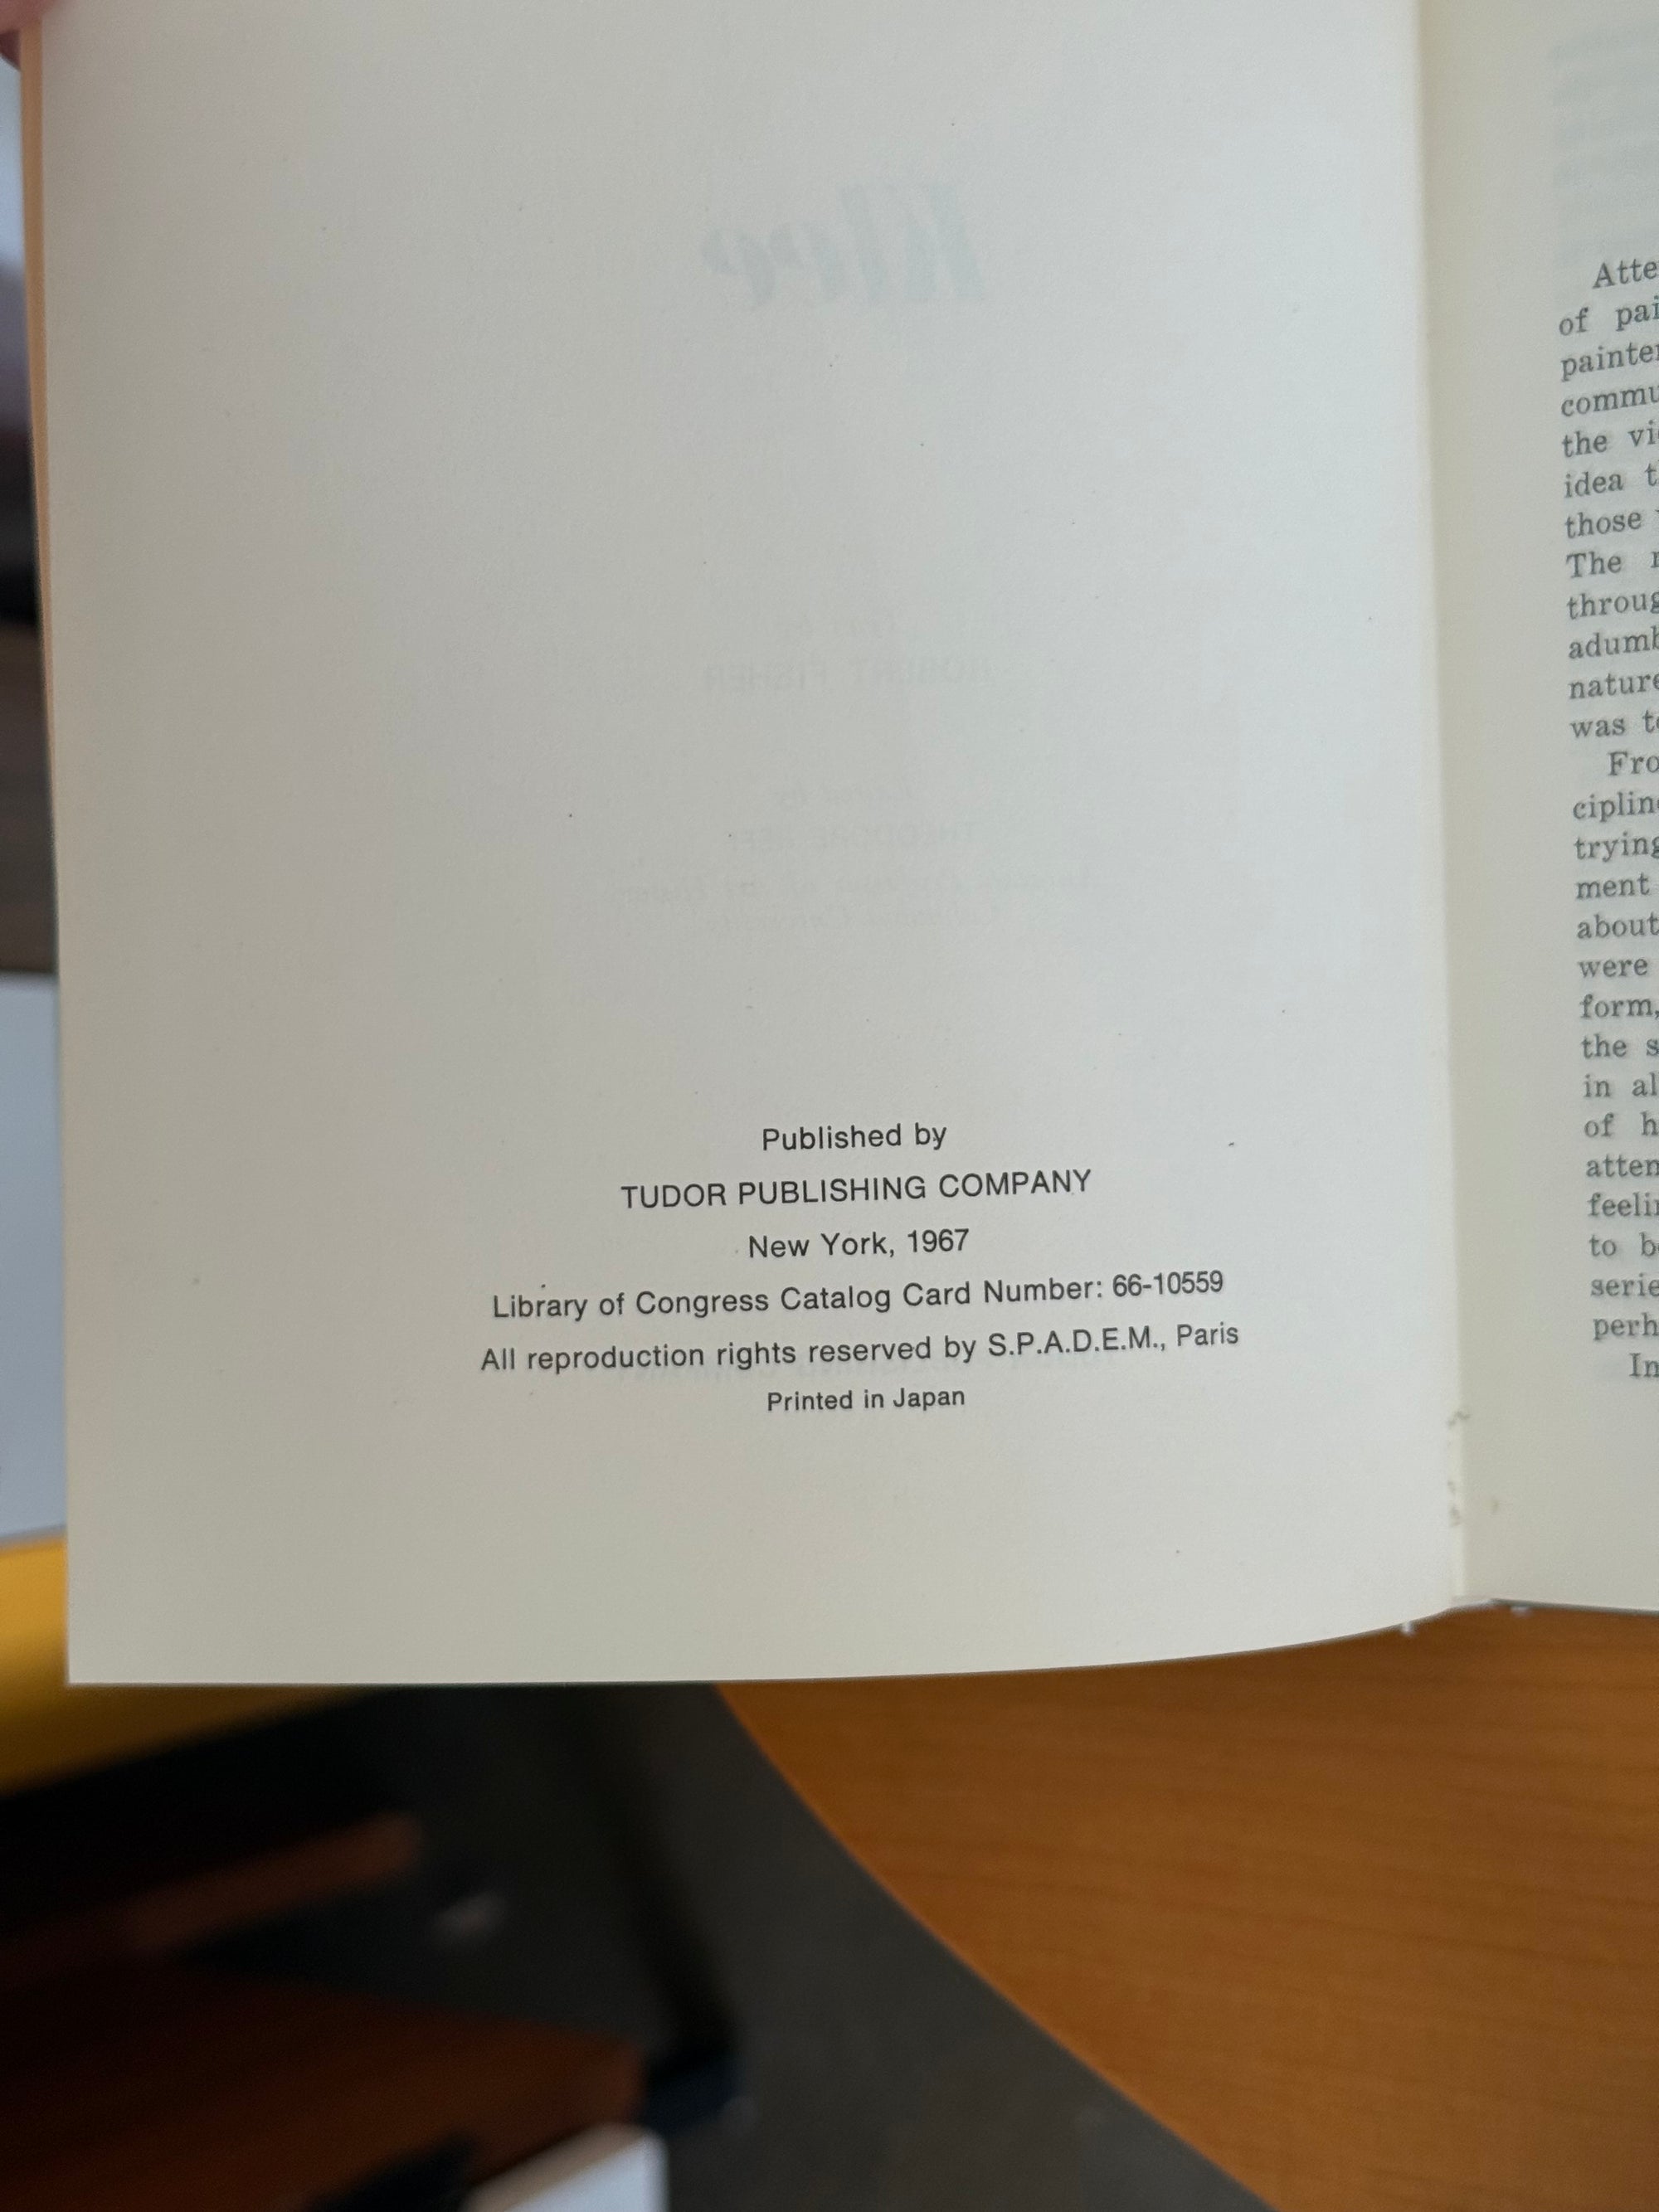 Published by
TUDOR PUBLISHING COMPANY
New York, 1967
Library of Congress Catalog Card Number: 66-10559
All reproduction rights reserved by S.P.A.D.E.M., Paris
Printed in Japan
Atte
of pai
painter
commu
the vi
idea t
those
The
throug
adumb
nature
was to
Fro
ciplin
trying
ment
about
were
form,
the s
in al
of h
atten
feelin
to b
serie
perh
In